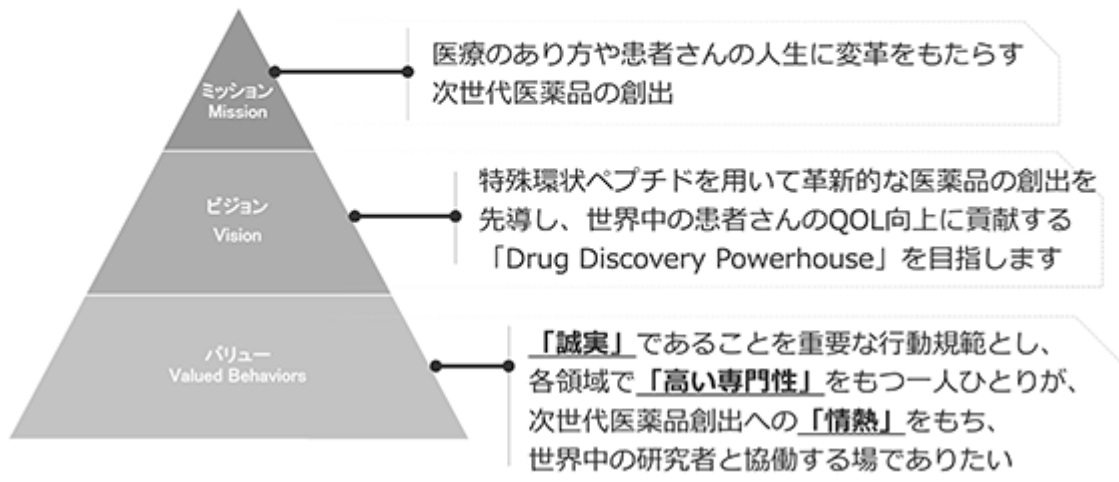 ミッション
Mission
医療のあり方や患者さんの人生に変革をもたらす
次世代医薬品の創出
ビジョン
Vision
特殊環状ペプチドを用いて革新的な医薬品の創出を
先導し、世界中の患者さんのQOL向上に貢献する
「Drug Discovery Powerhouse」を目指します
バリュー
Valued Behaviors
「誠実」であることを重要な行動規範とし、
各領域で「高い専門性」をもつ一人ひとりが、
次世代医薬品創出への「情熱」をもち、
世界中の研究者と協働する場でありたい